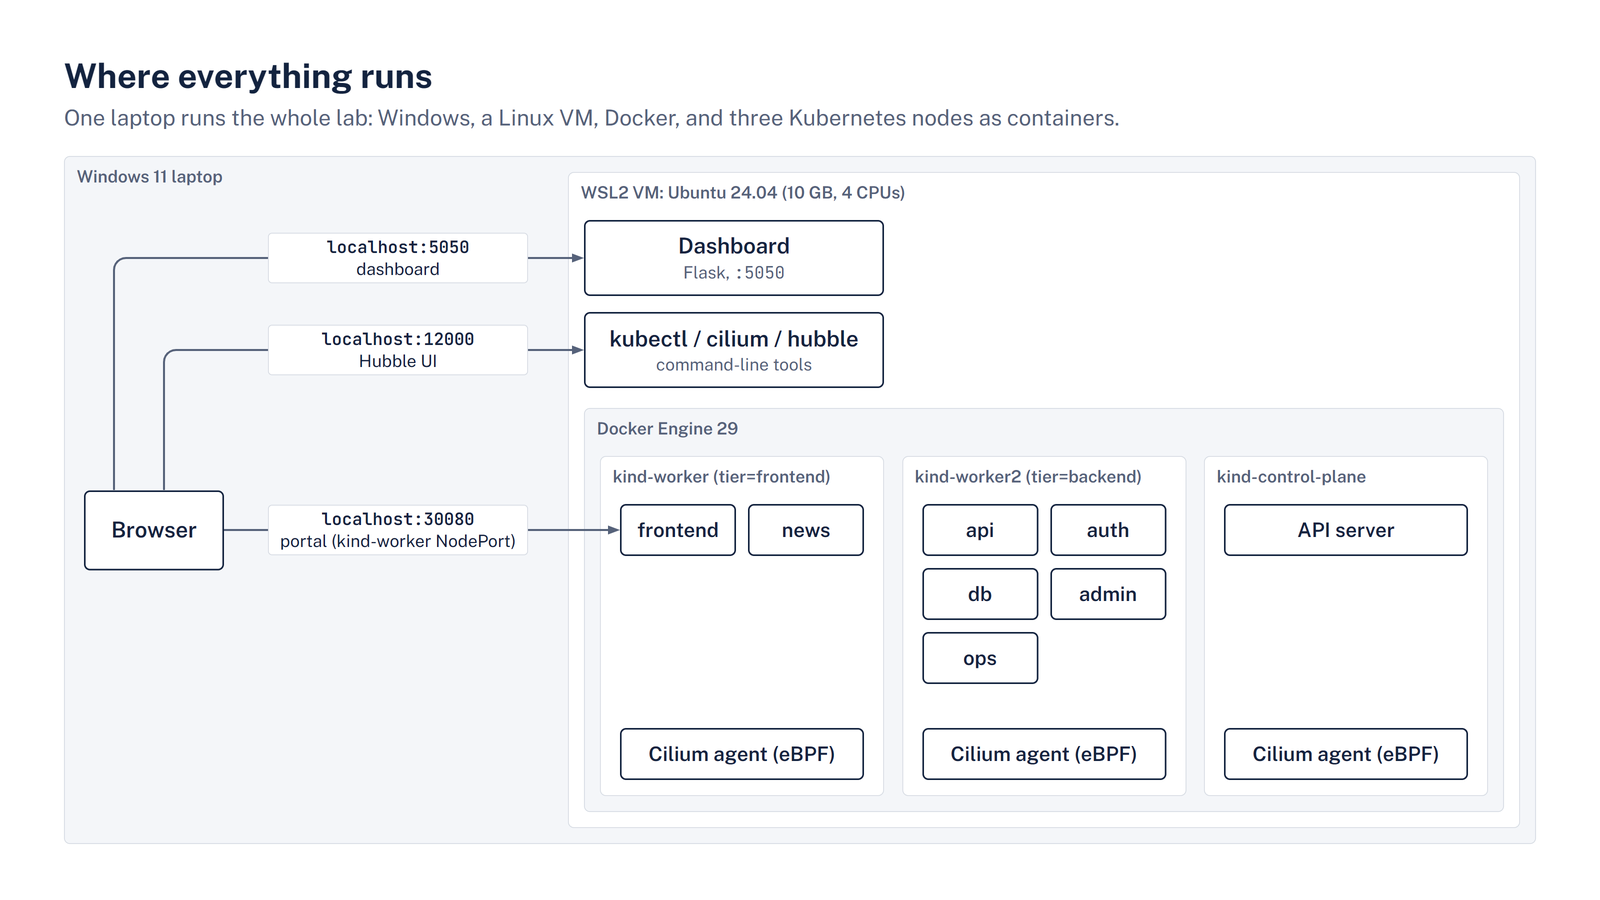 Where everything runs
One laptop runs the whole lab: Windows, a Linux VM, Docker, and three Kubernetes nodes as containers.
Windows 11 laptop
WSL2 VM: Ubuntu 24.04 (10 GB, 4 CPUs)
localhost:5050
dashboard
Dashboard
Flask, :5050
localhost:12000
Hubble UI
kubectl / cilium / hubble
command-line tools
Docker Engine 29
kind-worker (tier=frontend)
kind-worker2 (tier=backend)
kind-control-plane
Browser
localhost:30080
portal (kind-worker NodePort)
frontend
news
api
auth
API server
db
admin
ops
Cilium agent (eBPF)
Cilium agent (eBPF)
Cilium agent (eBPF)